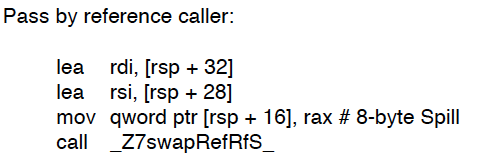 Pass by reference caller:
lea rdi, [rsp + 32]
lea rsi, [rsp + 28]
mov qword ptr [rsp + 16], rax # 8-byte Spill
call _Z7swapRefRfS_